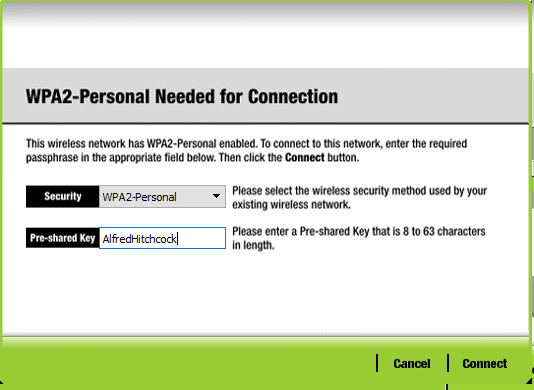 WPA2-Personal Needed for Connection
This wireless network has WPA2-Personal enabled. To connect to this network, enter the required
passphrase in the appropriate field below. Then click the Connect button.
Security
WPA2-Personal
Please select the wireless security method used by your
existing wireless network.
Pre-shared Key
AlfredHitchcock
Please enter a Pre-shared Key that is 8 to 63 characters
in length.
Cancel
Connect